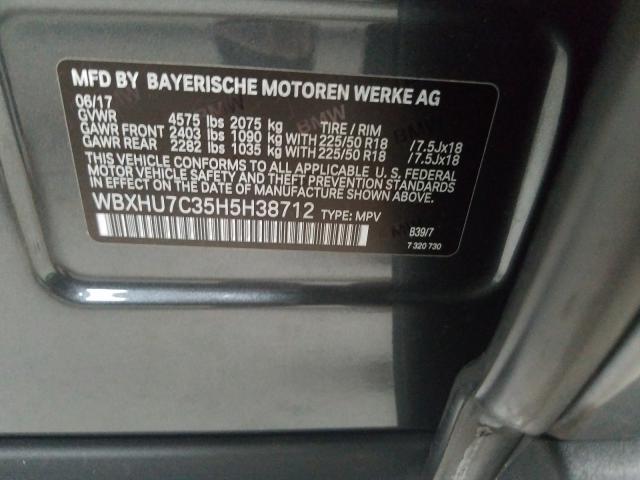 MFD BY BAYERISCHE MOTOREN WERKE AG
06/17
GVWR 4575 lbs 2075 kg TIRE / RIM
GAWR FRONT 2403 lbs 1090 kg WITH 225/50 R18 /7.5Jx18
GAWR REAR 2282 lbs 1035 kg WITH 225/50 R18 /7.5Jx18
THIS VEHICLE CONFORMS TO ALL APPLICABLE U. S. FEDERAL
MOTOR VEHICLE SAFETY, BUMPER, AND THEFT PREVENTION
STANDARDS IN EFFECT ON THE DATE OF MANUFACTURE
SHOWN ABOVE.
WBXHU7C35H5H38712 TYPE: MPV
B39/7
7 320 730